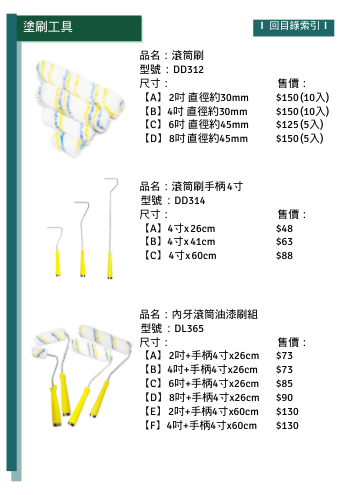 塗刷工具
回目錄索引
品名：滾筒刷
型號：DD312
尺寸： 售價：
【A】2吋 直徑約30mm $150(10入)
【B】4吋 直徑約30mm $150(10入)
【C】6吋 直徑約45mm $125(5入)
【D】8吋直徑約45mm $150(5入)
品名：滾筒刷手柄4寸
型號：DD314
尺寸： 售價：
【A】4寸x26cm $48
【B】4寸x41cm $63
【C】4寸x60cm $88
品名：內牙滾筒油漆刷組
型號：DL365
尺寸： 售價：
【A】2吋+手柄4寸x26cm $73
【B】4吋+手柄4寸x26cm $73
【C】6吋+手柄4寸x26cm $85
【D】8吋+手柄4寸x26cm $90
【E】2吋+手柄4寸x60cm $130
【F】4吋+手柄4寸x60cm $130